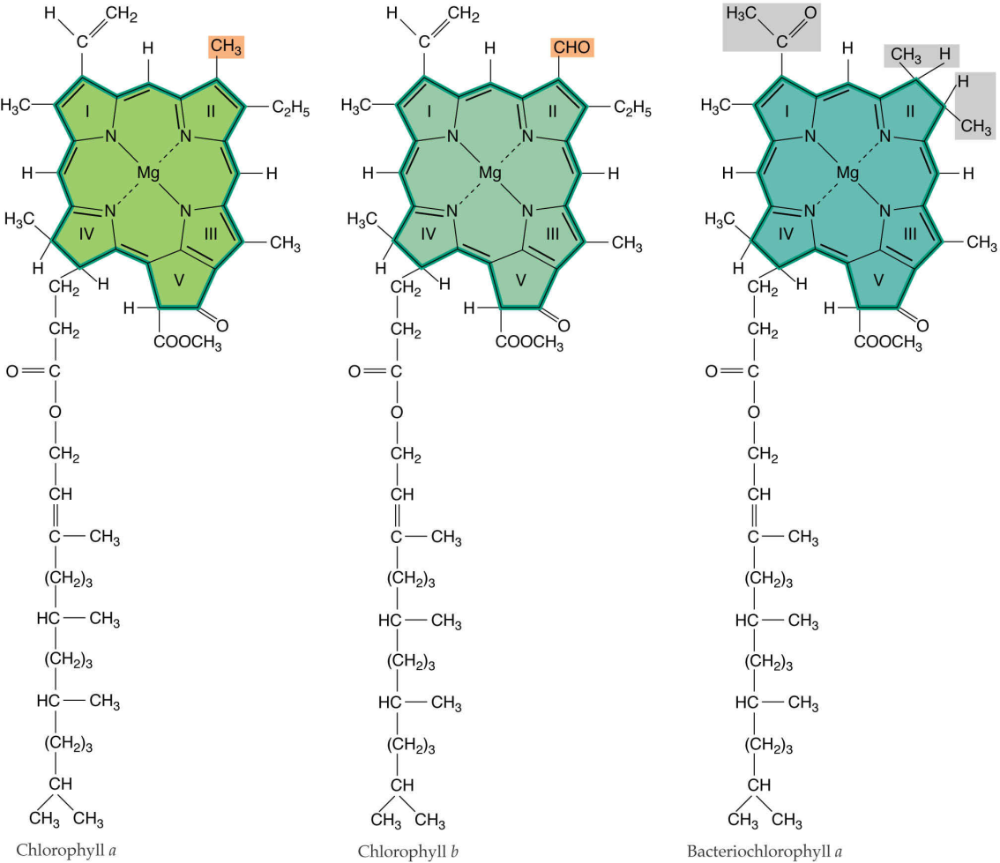 H CH₂
C
H
CH₃
H₃C
I
II
C₂H₅
N
N
H
Mg
H
N
N
H₃C
IV
III
CH₃
H
V
H
CH₂
H
O
CH₂
COOCH₃
O C
O
CH₂
CH
C CH₃
(CH₂)₃
HC CH₃
(CH₂)₃
HC CH₃
(CH₂)₃
CH
CH₃ CH₃
Chlorophyll a
H CH₂
C
H
CHO
H₃C
I
II
C₂H₅
N
N
H
Mg
H
N
N
H₃C
IV
III
CH₃
H
V
H
CH₂
H
O
CH₂
COOCH₃
O C
O
CH₂
CH
C CH₃
(CH₂)₃
HC CH₃
(CH₂)₃
HC CH₃
(CH₂)₃
CH
CH₃ CH₃
Chlorophyll b
H₃C O
C
H
CH₃ H
H
H₃C
I
II
CH₃
N
N
H
Mg
H
N
N
H₃C
IV
III
CH₃
H
V
H
CH₂
H
O
CH₂
COOCH₃
O C
O
CH₂
CH
C CH₃
(CH₂)₃
HC CH₃
(CH₂)₃
HC CH₃
(CH₂)₃
CH
CH₃ CH₃
Bacteriochlorophyll a